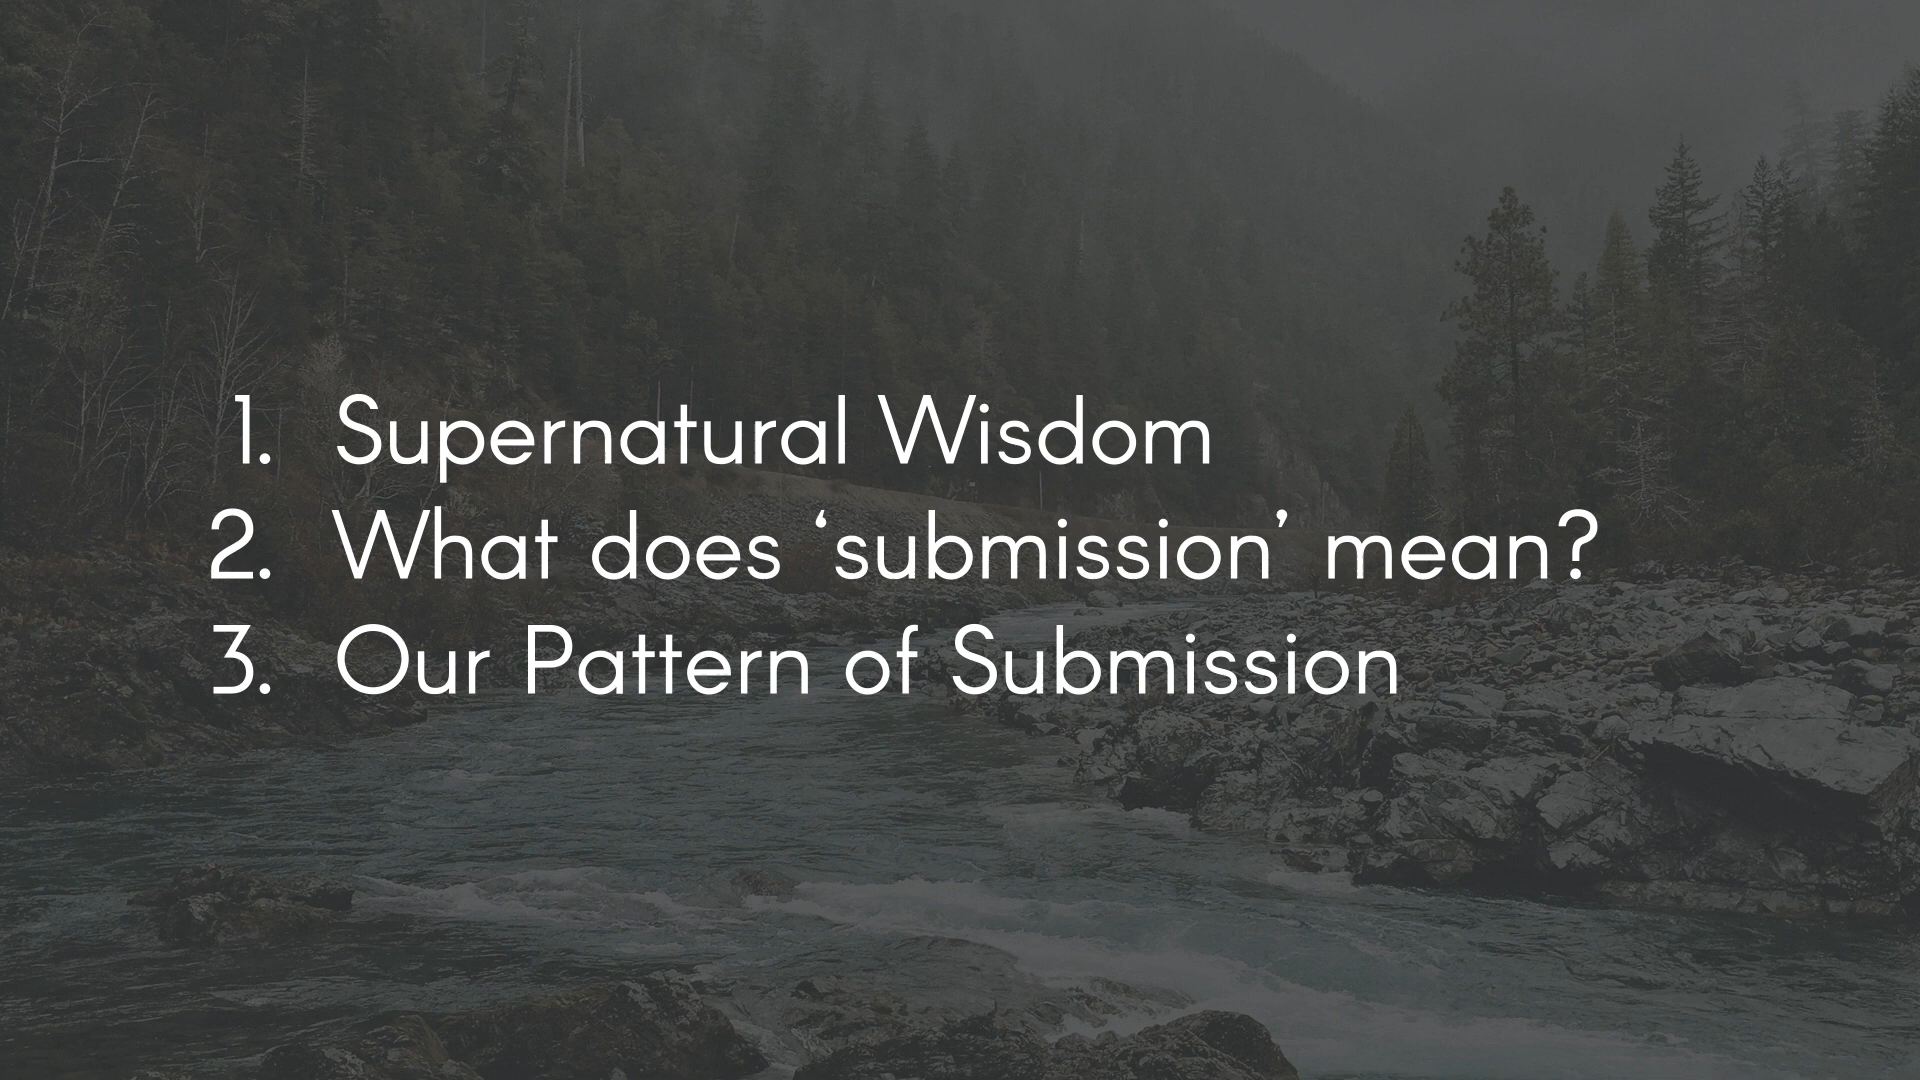 1. Supernatural Wisdom
2. What does ‘submission’ mean?
3. Our Pattern of Submission